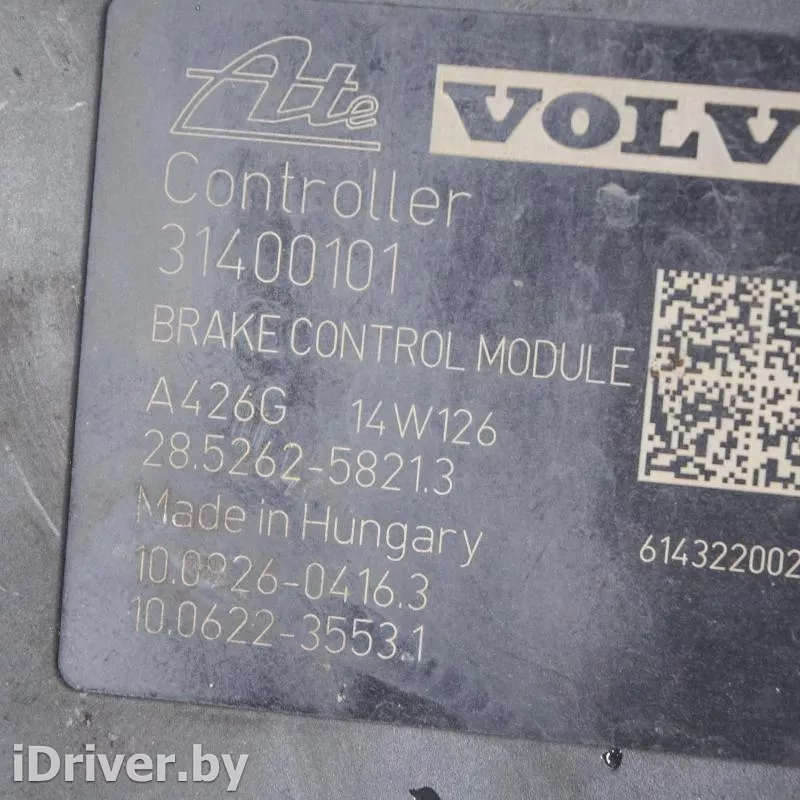 Ate VOLV
Controller
31400101
BRAKE CONTROL MODULE
A426G 14W126
28.5262-5821.3
Made in Hungary
614322002
10.0926-0416.3
10.0622-3553.1
iDriver.by